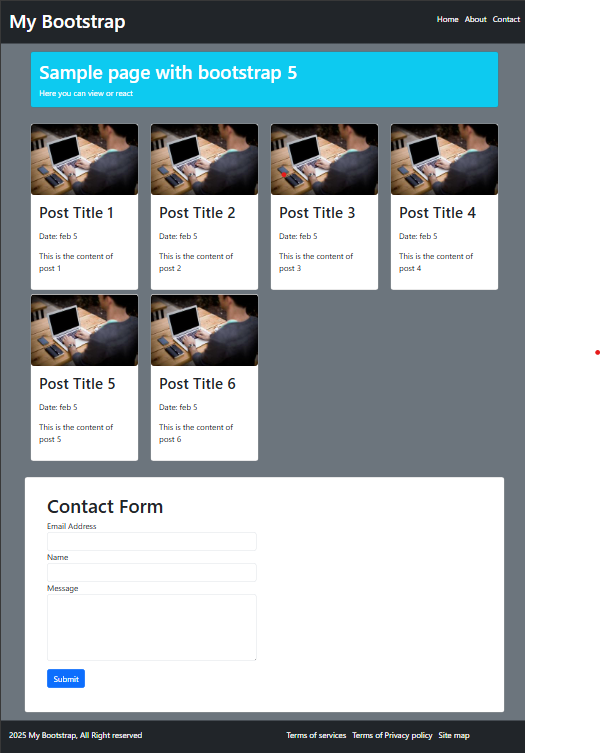 My Bootstrap
Home About Contact
Sample page with bootstrap 5
Here you can view or react
Post Title 1
Date: feb 5
This is the content of
post 1
Post Title 2
Date: feb 5
This is the content of
post 2
Post Title 3
Date: feb 5
This is the content of
post 3
Post Title 4
Date: feb 5
This is the content of
post 4
Post Title 5
Date: feb 5
This is the content of
post 5
Post Title 6
Date: feb 5
This is the content of
post 6
Contact Form
Email Address
Name
Message
Submit
2025 My Bootstrap, All Right reserved
Terms of services Terms of Privacy policy Site map